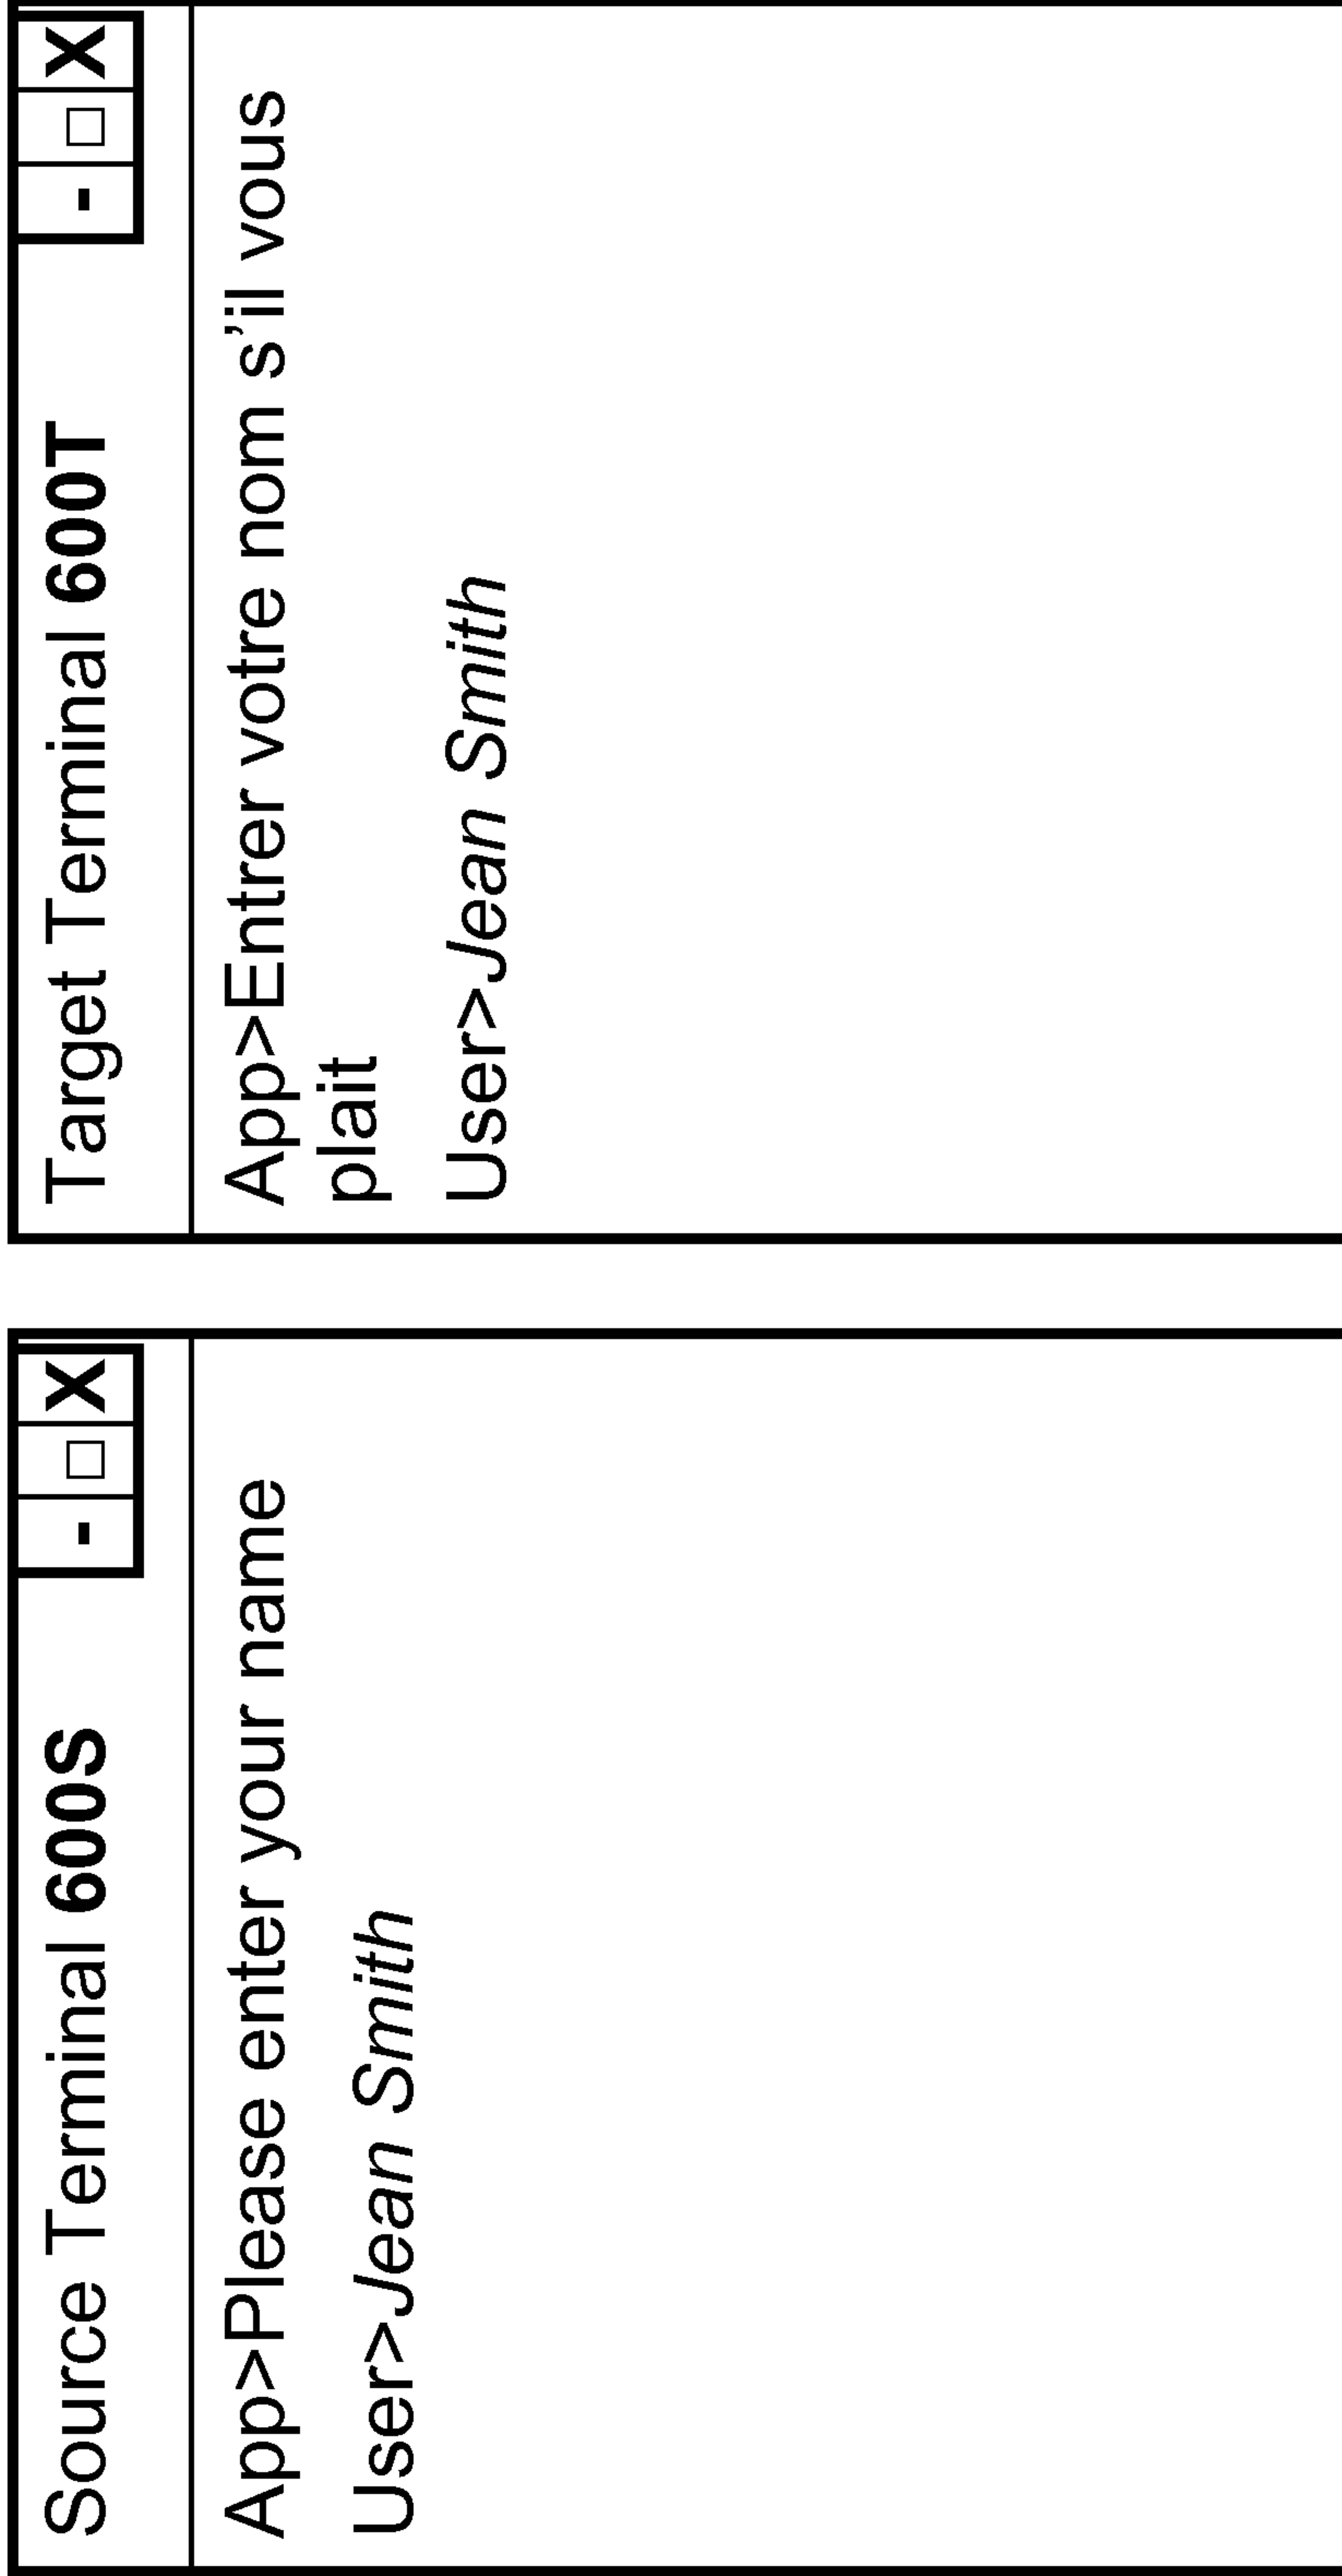 Source Terminal 600S - □ X
App>Please enter your name
User>Jean Smith
Target Terminal 600T - □ X
App>Entrer votre nom s’il vous
plait
User>Jean Smith